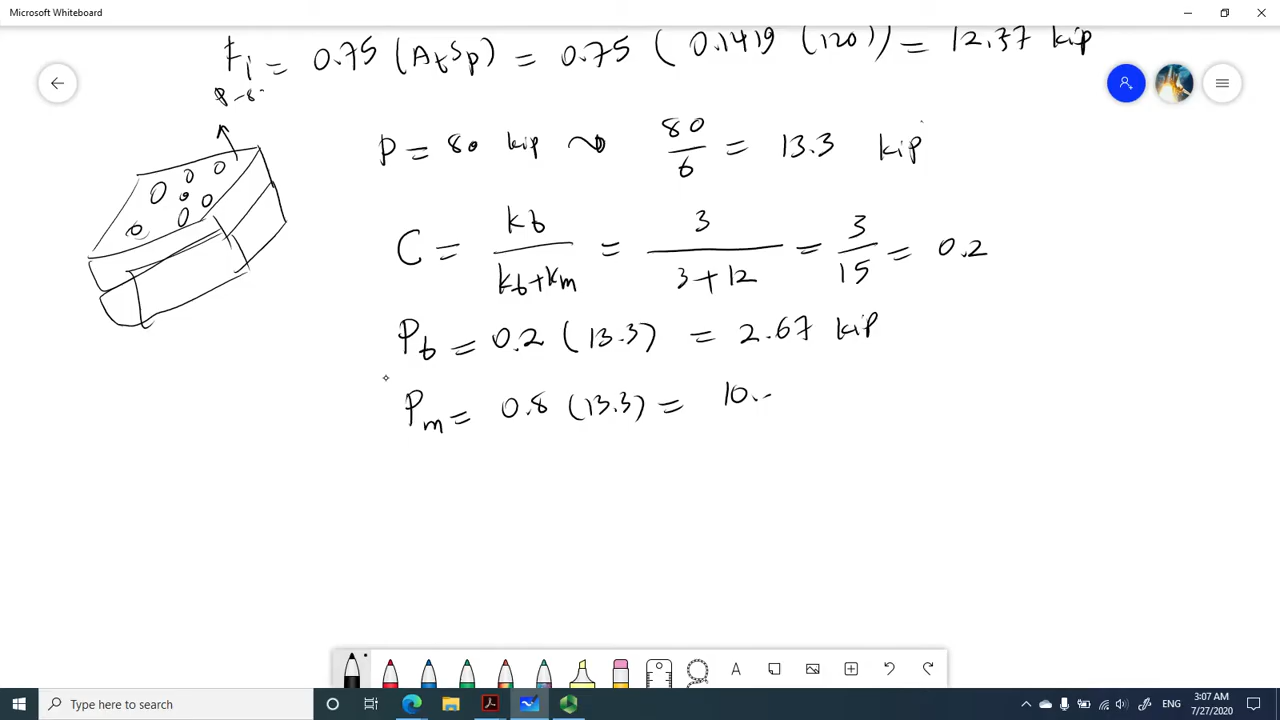 Microsoft Whiteboard
Fi = 0.75 (At Sp) = 0.75 ( 0.1419 (120)) = 12.77 kip
P = 80 kip ~> 80/6 = 13.3 kip
C = kb/(kb+km) = 3/(3+12) = 3/15 = 0.2
Pb = 0.2 (13.3) = 2.67 kip
Pm = 0.8 (13.3) = 10.
A
Type here to search
ENG
3:07 AM
7/27/2020